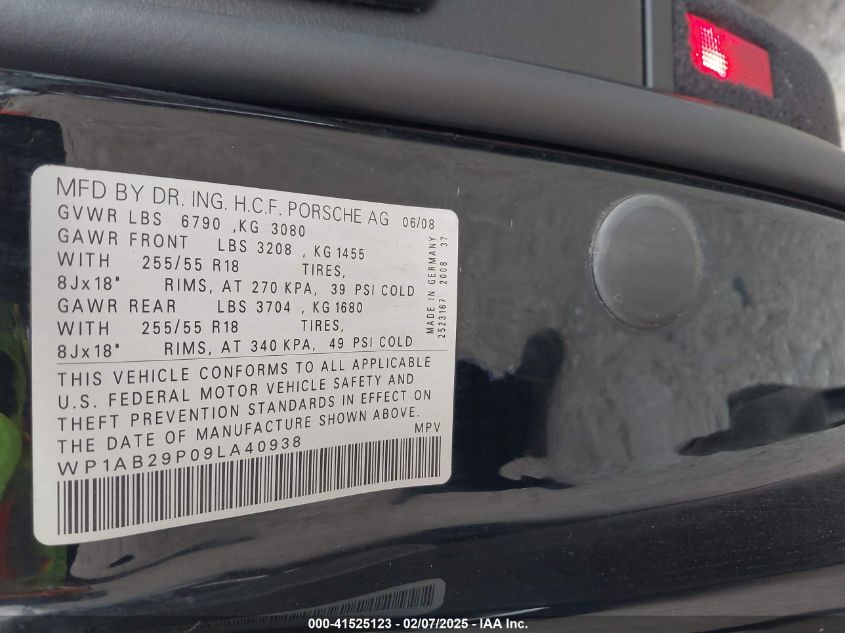 MFD BY DR. ING. H.C.F. PORSCHE AG 06/08
GVWR LBS 6790 ,KG 3080
GAWR FRONT LBS 3208 , KG 1455
WITH 255/55 R18 TIRES,
8Jx18" RIMS, AT 270 KPA, 39 PSI COLD
GAWR REAR LBS 3704 , KG 1680
WITH 255/55 R18 TIRES,
8Jx18" RIMS, AT 340 KPA, 49 PSI COLD
MADE IN GERMANY
2523167 2008 37
THIS VEHICLE CONFORMS TO ALL APPLICABLE
U.S. FEDERAL MOTOR VEHICLE SAFETY AND
THEFT PREVENTION STANDARDS IN EFFECT ON
THE DATE OF MANUFACTURE SHOWN ABOVE.
MPV
WP1AB29P09LA40938
000-41525123 - 02/07/2025 - IAA Inc.